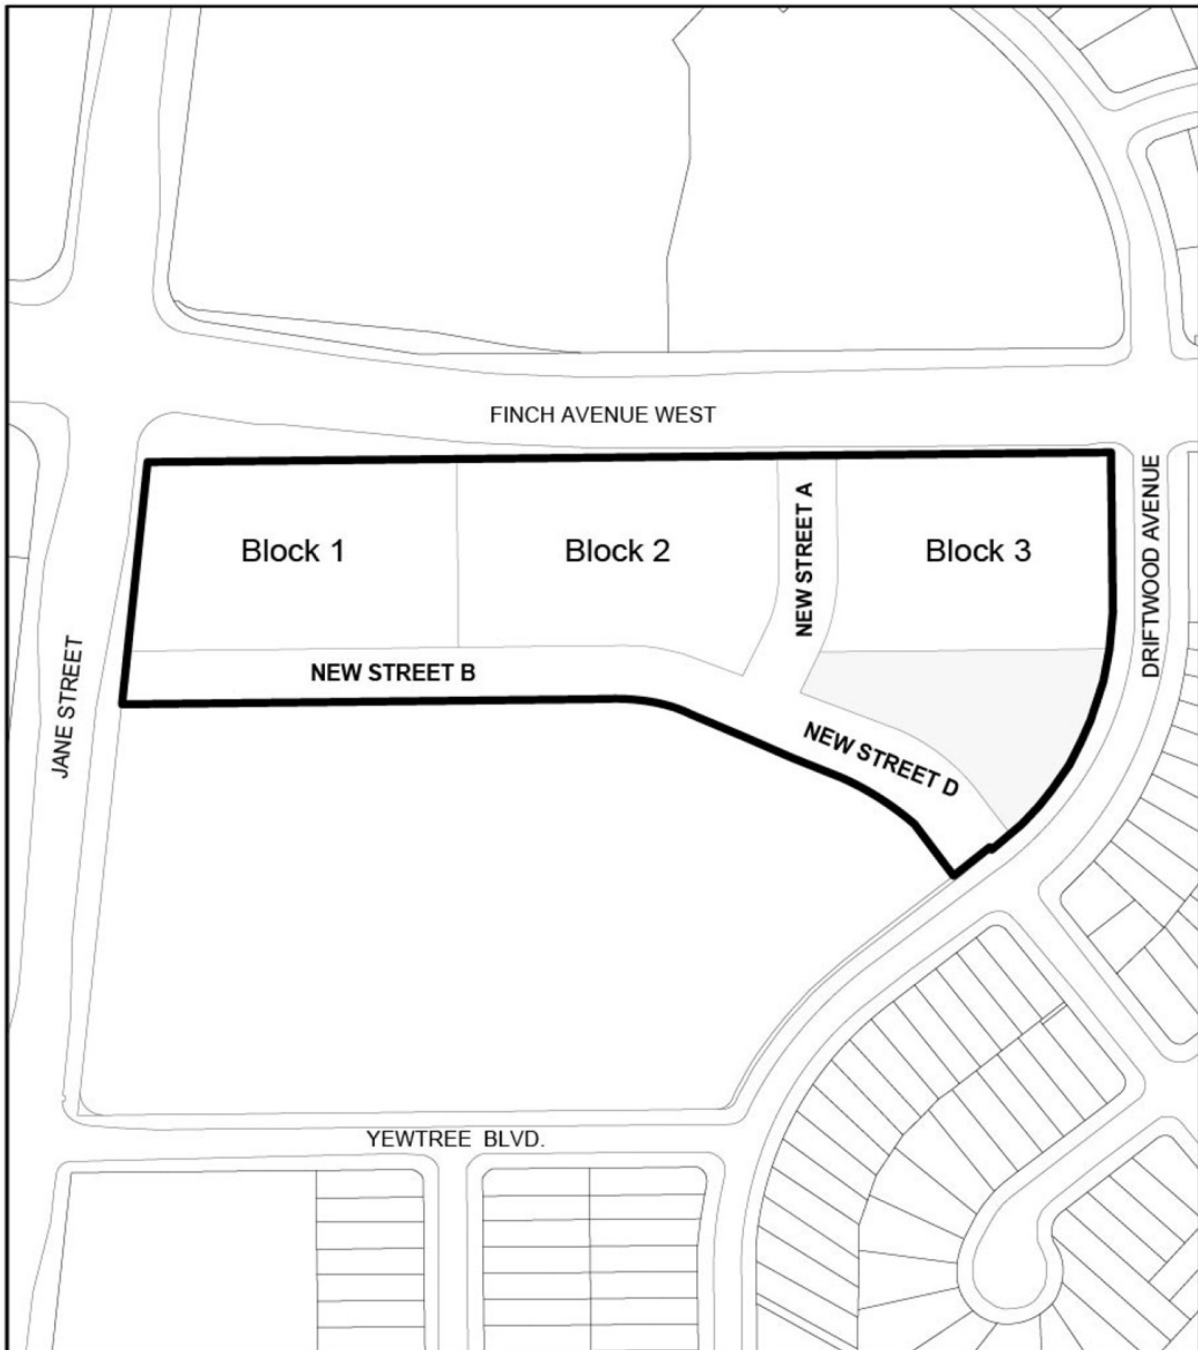 FINCH AVENUE WEST
Block 1
Block 2
NEW STREET A
Block 3
DRIFTWOOD AVENUE
NEW STREET B
JANE STREET
NEW STREET D
YEWTREE BLVD.